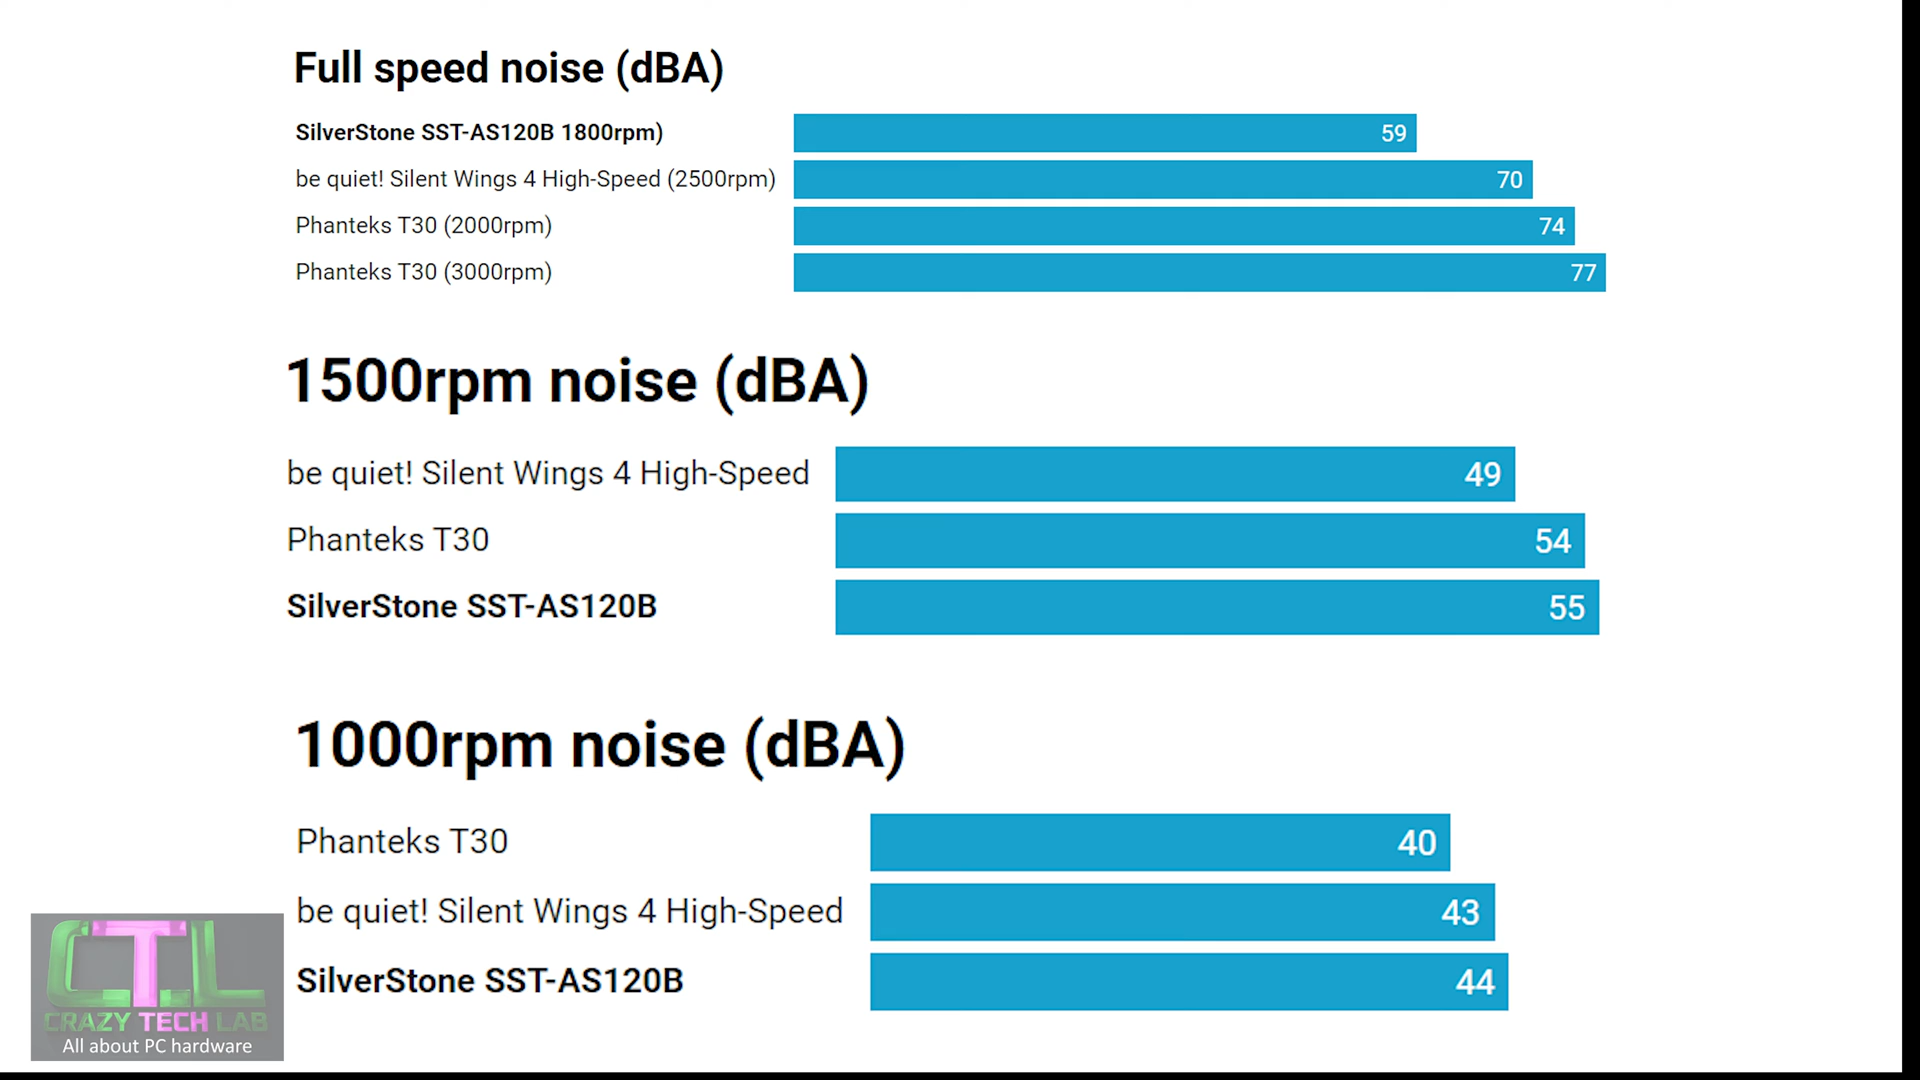 Full speed noise (dBA)
SilverStone SST-AS120B 1800rpm) 59
be quiet! Silent Wings 4 High-Speed (2500rpm) 70
Phanteks T30 (2000rpm) 74
Phanteks T30 (3000rpm) 77
1500rpm noise (dBA)
be quiet! Silent Wings 4 High-Speed 49
Phanteks T30 54
SilverStone SST-AS120B 55
1000rpm noise (dBA)
Phanteks T30 40
be quiet! Silent Wings 4 High-Speed 43
SilverStone SST-AS120B 44
CTL
CRAZY TECH LAB
All about PC hardware